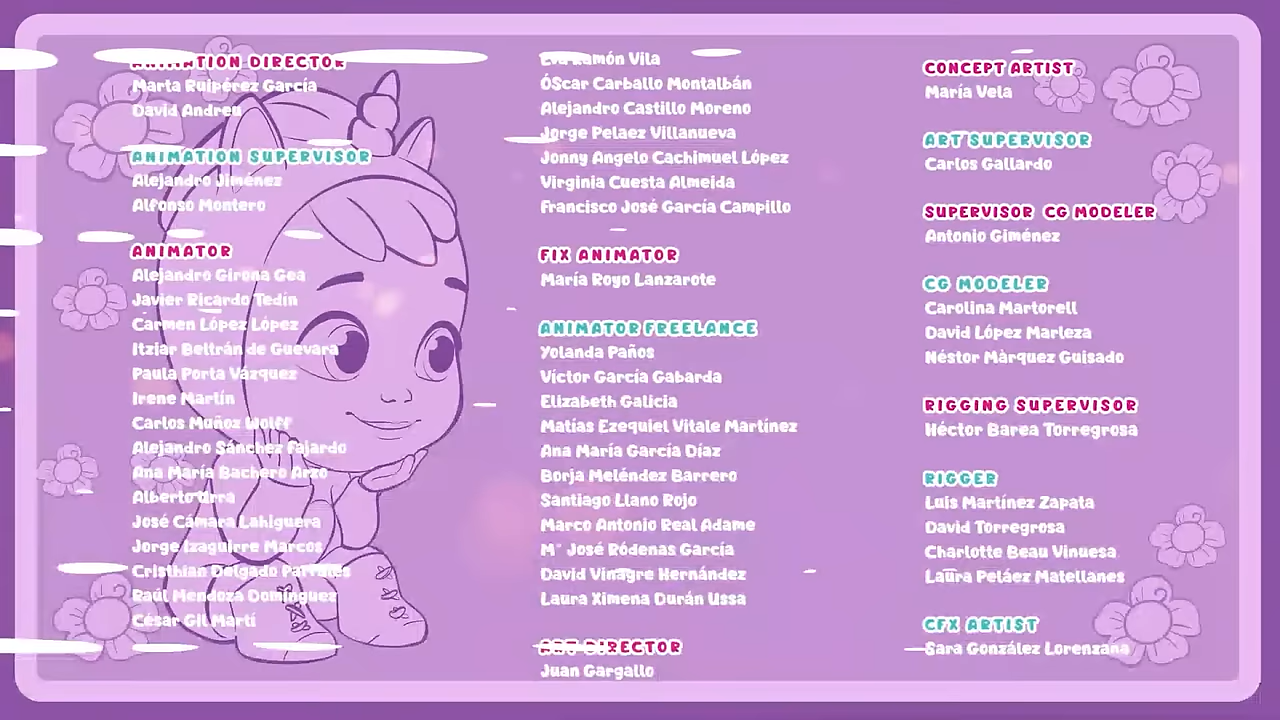 ANIMATION DIRECTOR
Marta Ruipérez García
David Andreu
ANIMATION SUPERVISOR
Alejandro Jiménez
Alfonso Montero
ANIMATOR
Alejandro Girona Gea
Javier Ricardo Tedín
Carmen López López
Itziar Beltrán de Guevara
Paula Porta Vázquez
Irene Martín
Carlos Muñoz Wolff
Alejandro Sánchez Fajardo
Ana María Bachero Arzo
Alberto Urra
José Cámara Lahiguera
Jorge Izaguirre Marcos
Cristhian Delgado Parrales
Raúl Mendoza Domínguez
César Gil Martí
Eva Ramón Vila
ÓScar Carballo Montalbán
Alejandro Castillo Moreno
Jorge Pelaez Villanueva
Jonny Angelo Cachimuel López
Virginia Cuesta Almeida
Francisco José García Campillo
FIX ANIMATOR
María Royo Lanzarote
ANIMATOR FREELANCE
Yolanda Paños
Víctor García Gabarda
Elizabeth Galicia
Matías Ezequiel Vitale Martínez
Ana María García Díaz
Borja Meléndez Barrero
Santiago Llano Rojo
Marco Antonio Real Adame
Mª José Ródenas García
David Vinagre Hernández
Laura Ximena Durán Ussa
ART DIRECTOR
Juan Gargallo
CONCEPT ARTIST
María Vela
ART SUPERVISOR
Carlos Gallardo
SUPERVISOR CG MODELER
Antonio Giménez
CG MODELER
Carolina Martorell
David López Marleza
Néstor Màrquez Guisado
RIGGING SUPERVISOR
Héctor Barea Torregrosa
RIGGER
Luis Martínez Zapata
David Torregrosa
Charlotte Beau Vinuesa
Laura Peláez Matellanes
CFX ARTIST
Sara González Lorenzana